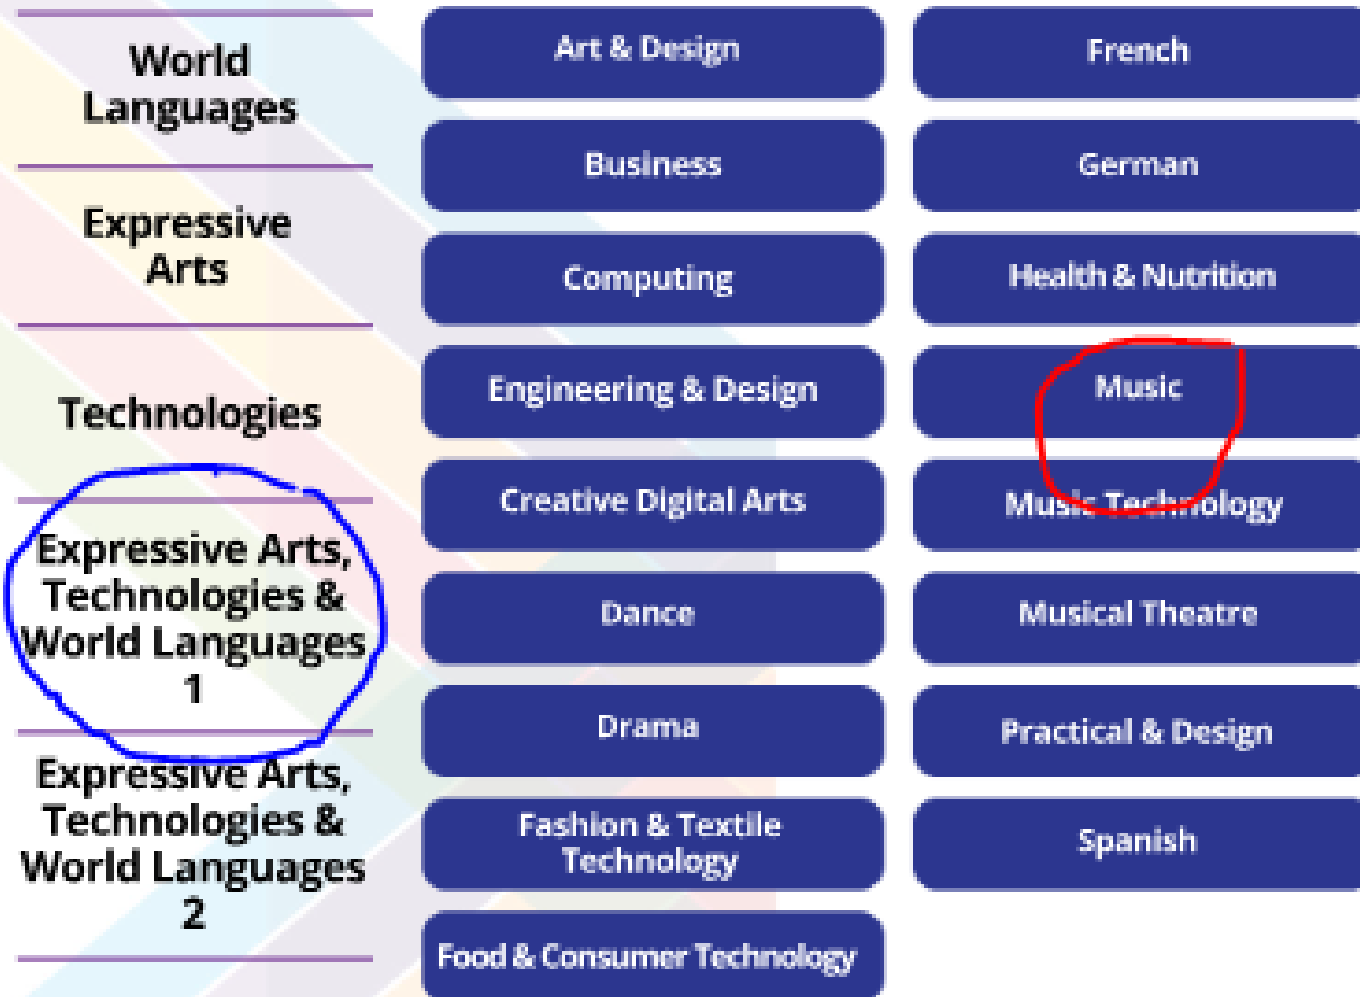 World
Languages
Expressive
Arts
Technologies
Expressive Arts,
Technologies &
World Languages
1
Expressive Arts,
Technologies &
World Languages
2
Art & Design
Business
Computing
Engineering & Design
Creative Digital Arts
Dance
Drama
Fashion & Textile
Technology
Food & Consumer Technology
French
German
Health & Nutrition
Music
Music Technology
Musical Theatre
Practical & Design
Spanish